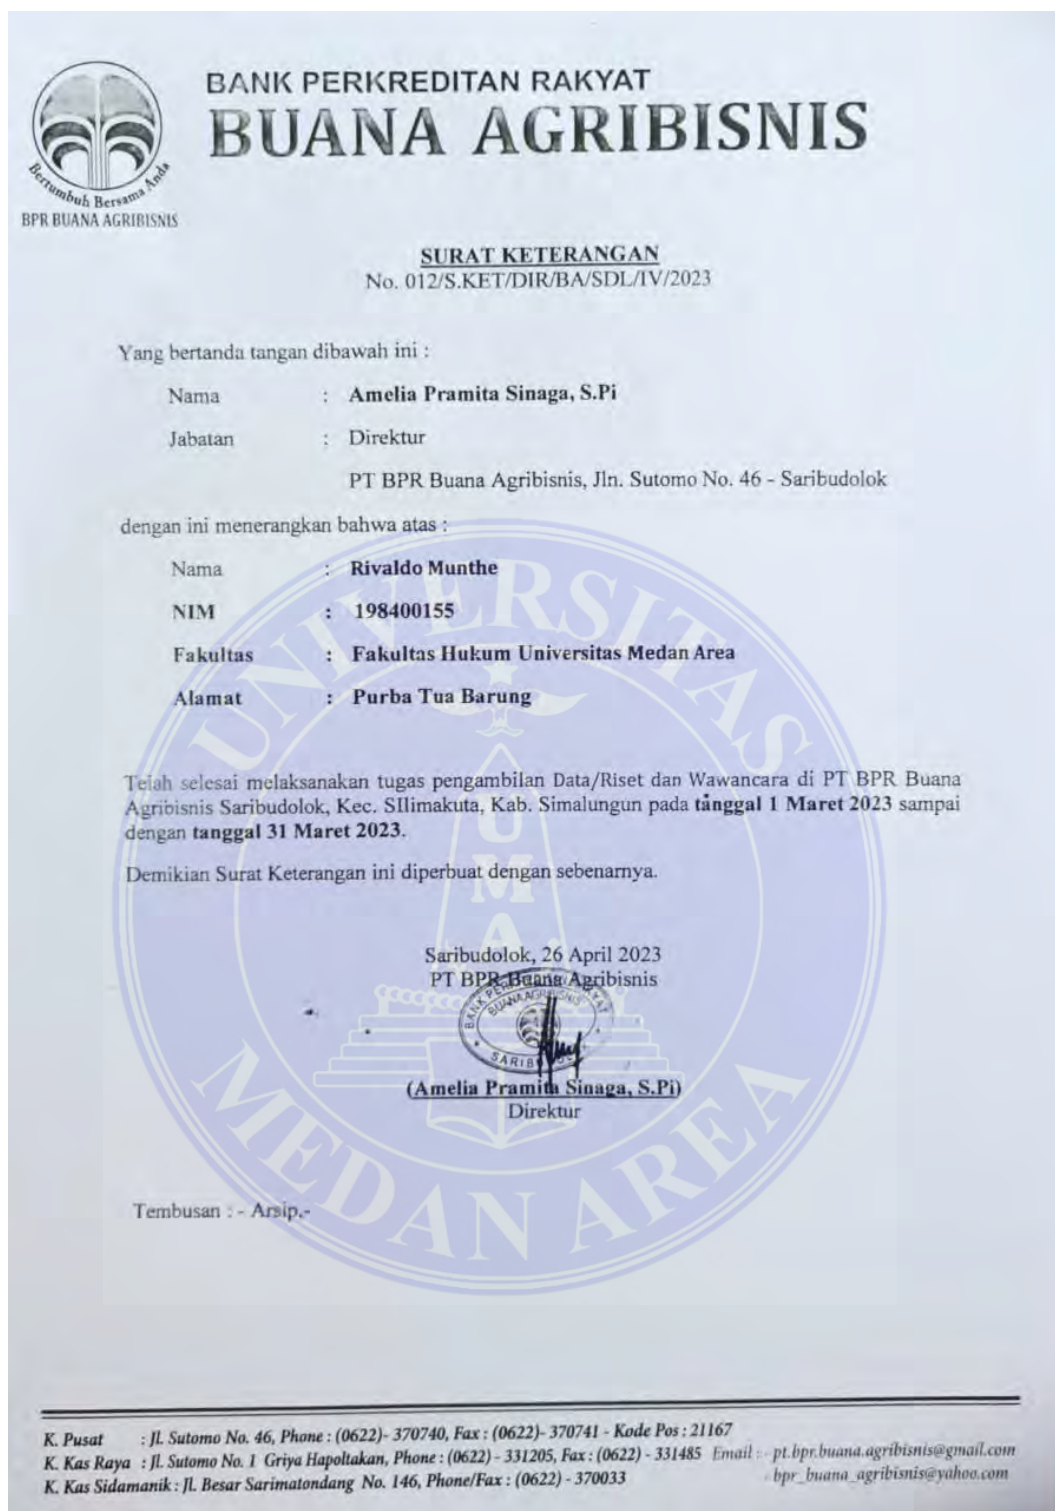 BANK PERKREDITAN RAKYAT
BUANA AGRIBISNIS
Bertumbuh Bersama Anda
BPR BUANA AGRIBISNIS
SURAT KETERANGAN
No. 012/S.KET/DIR/BA/SDL/IV/2023
Yang bertanda tangan dibawah ini :
Nama : Amelia Pramita Sinaga, S.Pi
Jabatan : Direktur
PT BPR Buana Agribisnis, Jln. Sutomo No. 46 - Saribudolok
dengan ini menerangkan bahwa atas :
Nama : Rivaldo Munthe
NIM : 198400155
Fakultas : Fakultas Hukum Universitas Medan Area
Alamat : Purba Tua Barung
Telah selesai melaksanakan tugas pengambilan Data/Riset dan Wawancara di PT BPR Buana
Agribisnis Saribudolok, Kec. SIlimakuta, Kab. Simalungun pada tanggal 1 Maret 2023 sampai
dengan tanggal 31 Maret 2023.
Demikian Surat Keterangan ini diperbuat dengan sebenarnya.
Saribudolok, 26 April 2023
PT BPR Buana Agribisnis
BANK PERKREDITAN RAKYAT
BUANA AGRIBISNIS
(Amelia Pramita Sinaga, S.Pi)
Direktur
Tembusan : - Arsip.-
UNIVERSITAS
UMA
MEDAN AREA
K. Pusat : Jl. Sutomo No. 46, Phone : (0622)- 370740, Fax : (0622)- 370741 - Kode Pos : 21167
K. Kas Raya : Jl. Sutomo No. 1 Griya Hapoltakan, Phone : (0622) - 331205, Fax : (0622) - 331485 Email : pt.bpr.buana.agribisnis@gmail.com
K. Kas Sidamanik : Jl. Besar Sarimatondang No. 146, Phone/Fax : (0622) - 370033 bpr_buana_agribisnis@yahoo.com